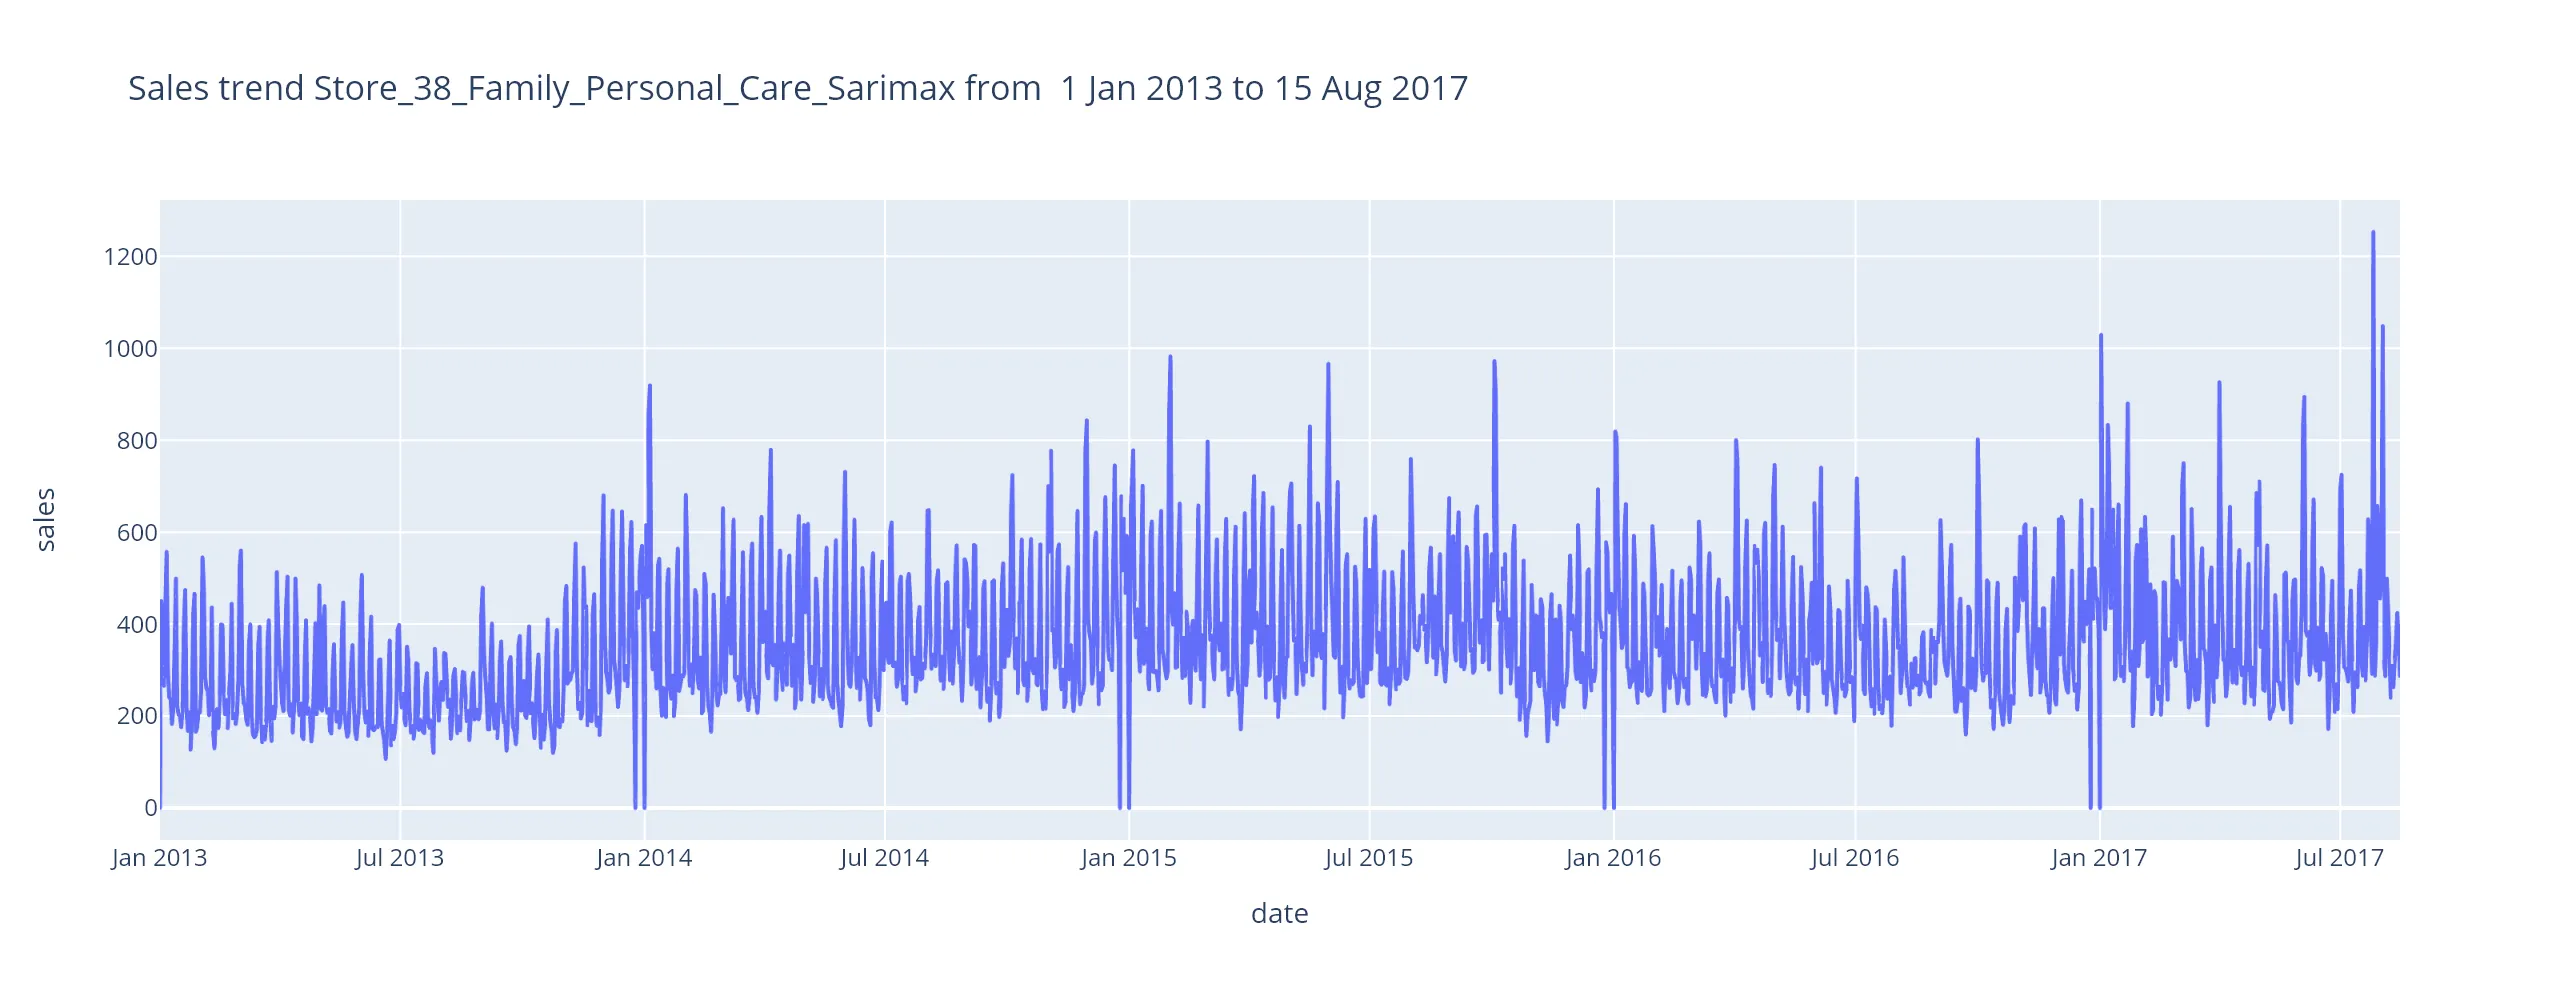 Sales trend Store_38_Family_Personal_Care_Sarimax from  1 Jan 2013 to 15 Aug 2017
1200
1000
800
600
400
200
0
sales
Jan 2013 Jul 2013 Jan 2014 Jul 2014 Jan 2015 Jul 2015 Jan 2016 Jul 2016 Jan 2017 Jul 2017
date